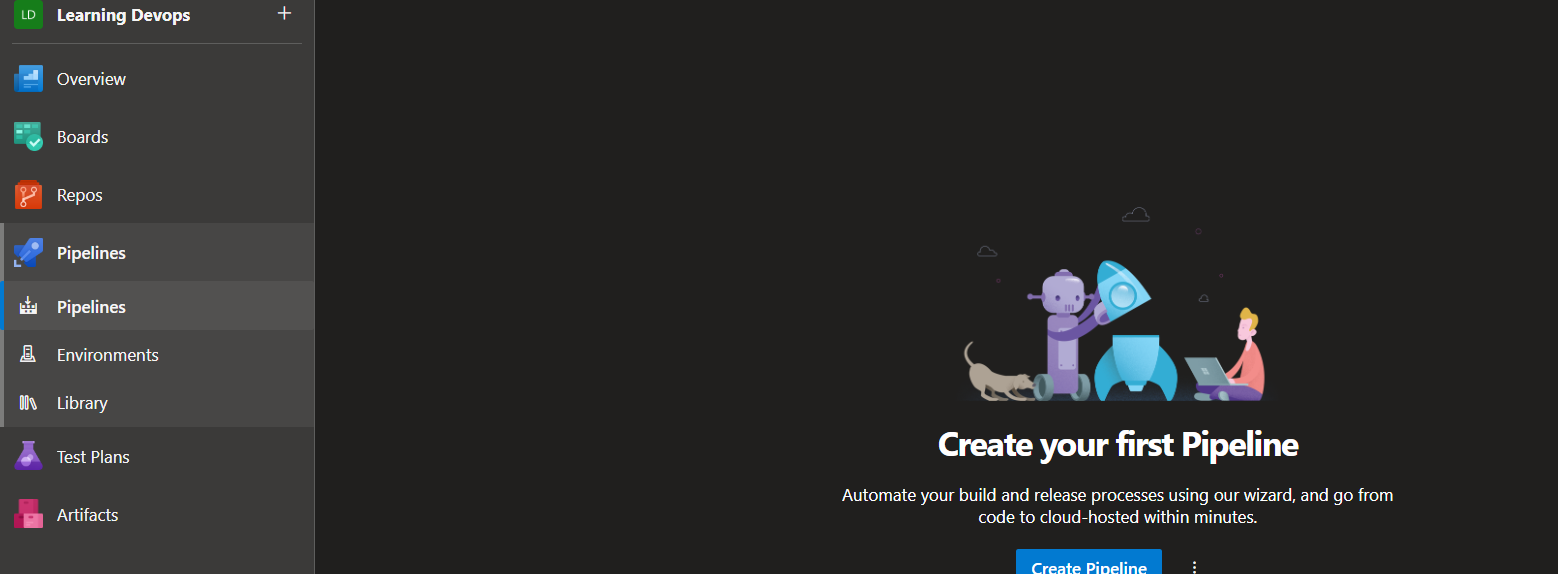 LD Learning Devops +
Overview
Boards
Repos
Pipelines
Pipelines
Environments
Library
Test Plans
Artifacts
Create your first Pipeline
Automate your build and release processes using our wizard, and go from
code to cloud-hosted within minutes.
Create Pipeline